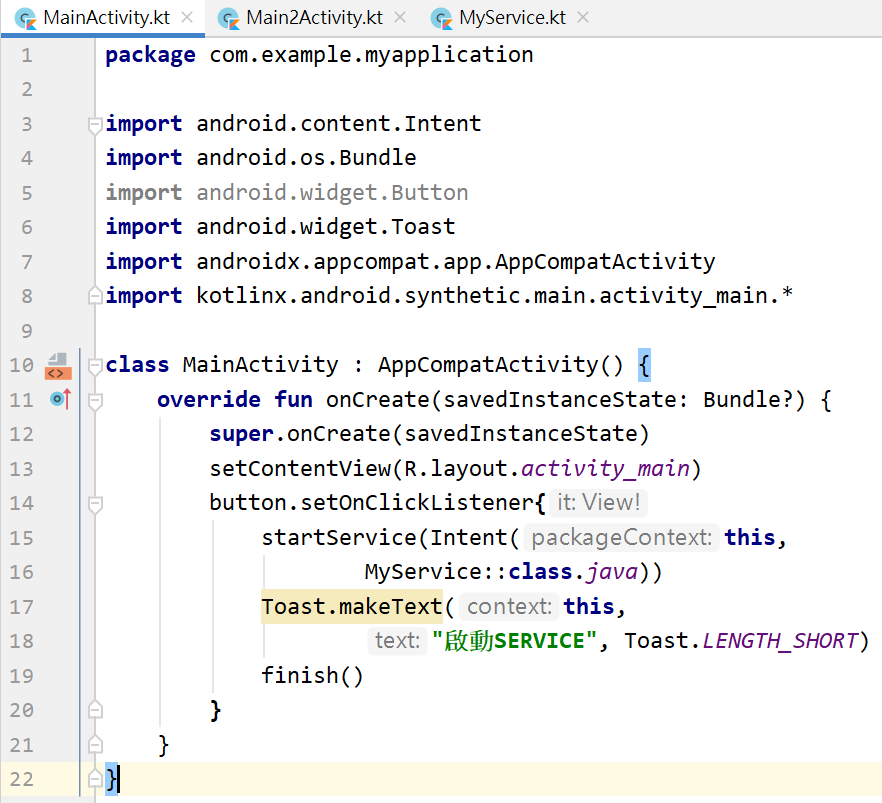 MainActivity.kt × Main2Activity.kt × MyService.kt ×
1 package com.example.myapplication
2
3 import android.content.Intent
4 import android.os.Bundle
5 import android.widget.Button
6 import android.widget.Toast
7 import androidx.appcompat.app.AppCompatActivity
8 import kotlinx.android.synthetic.main.activity_main.*
9
10 class MainActivity : AppCompatActivity() {
11 override fun onCreate(savedInstanceState: Bundle?) {
12 super.onCreate(savedInstanceState)
13 setContentView(R.layout.activity_main)
14 button.setOnClickListener{ it: View!
15 startService(Intent( packageContext: this,
16 MyService::class.java))
17 Toast.makeText( context: this,
18 text: "啟動SERVICE", Toast.LENGTH_SHORT)
19 finish()
20 }
21 }
22 }